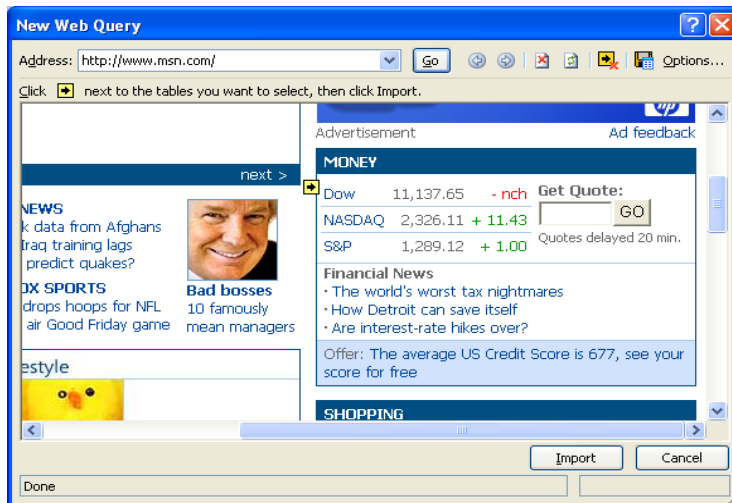 New Web Query
Address: http://www.msn.com/ Go Options...
Click next to the tables you want to select, then click Import.
hp
Advertisement Ad feedback
next >
NEWS
k data from Afghans
Iraq training lags
predict quakes?
OX SPORTS
drops hoops for NFL
air Good Friday game
Bad bosses
10 famously
mean managers
estyle
MONEY
Dow 11,137.65 - nch
NASDAQ 2,326.11 + 11.43
S&P 1,289.12 + 1.00
Get Quote:
GO
Quotes delayed 20 min.
Financial News
· The world's worst tax nightmares
· How Detroit can save itself
· Are interest-rate hikes over?
Offer: The average US Credit Score is 677, see your
score for free
SHOPPING
Import Cancel
Done